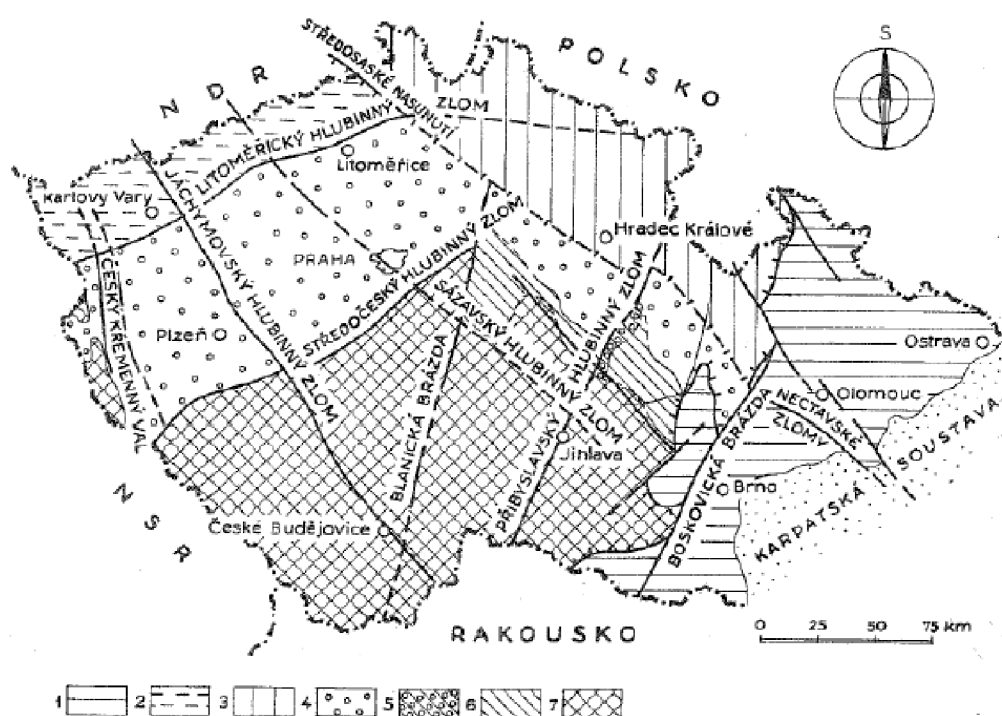 STŘEDOSASKÉ NASUNUTÍ
POLSKO
S
NDR
LITOMĚŘICKÝ HLUBINNÝ ZLOM
Litoměřice
Karlovy Vary
JÁCHYMOVSKÝ HLUBINNÝ ZLOM
Hradec Králové
PRAHA
STŘEDOČESKÝ HLUBINNÝ ZLOM
ČESKÝ KŘEMENNÝ VAL
SÁZAVSKÝ HLUBINNÝ ZLOM
Plzeň
Ostrava
PŘIBYSLAVSKÝ HLUBINNÝ ZLOM
Olomouc
NECTAVSKÉ
ZLOMY
BLANICKÁ BRÁZDA
Jihlava
BOSKOVICKÁ BRÁZDA
Brno
KARPATSKÁ SOUSTAVA
NSR
České Budějovice
RAKOUSKO
0 25 50 75 km
1 2 3 4 5 6 7